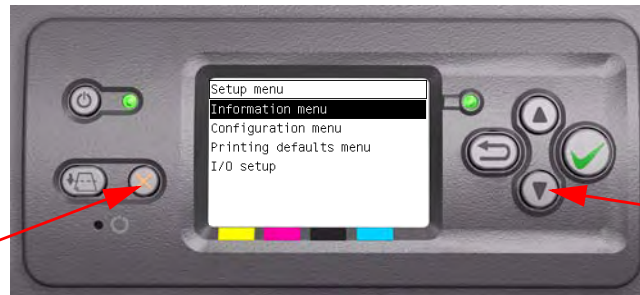 Setup menu
Information menu
Configuration menu
Printing defaults menu
I/O setup